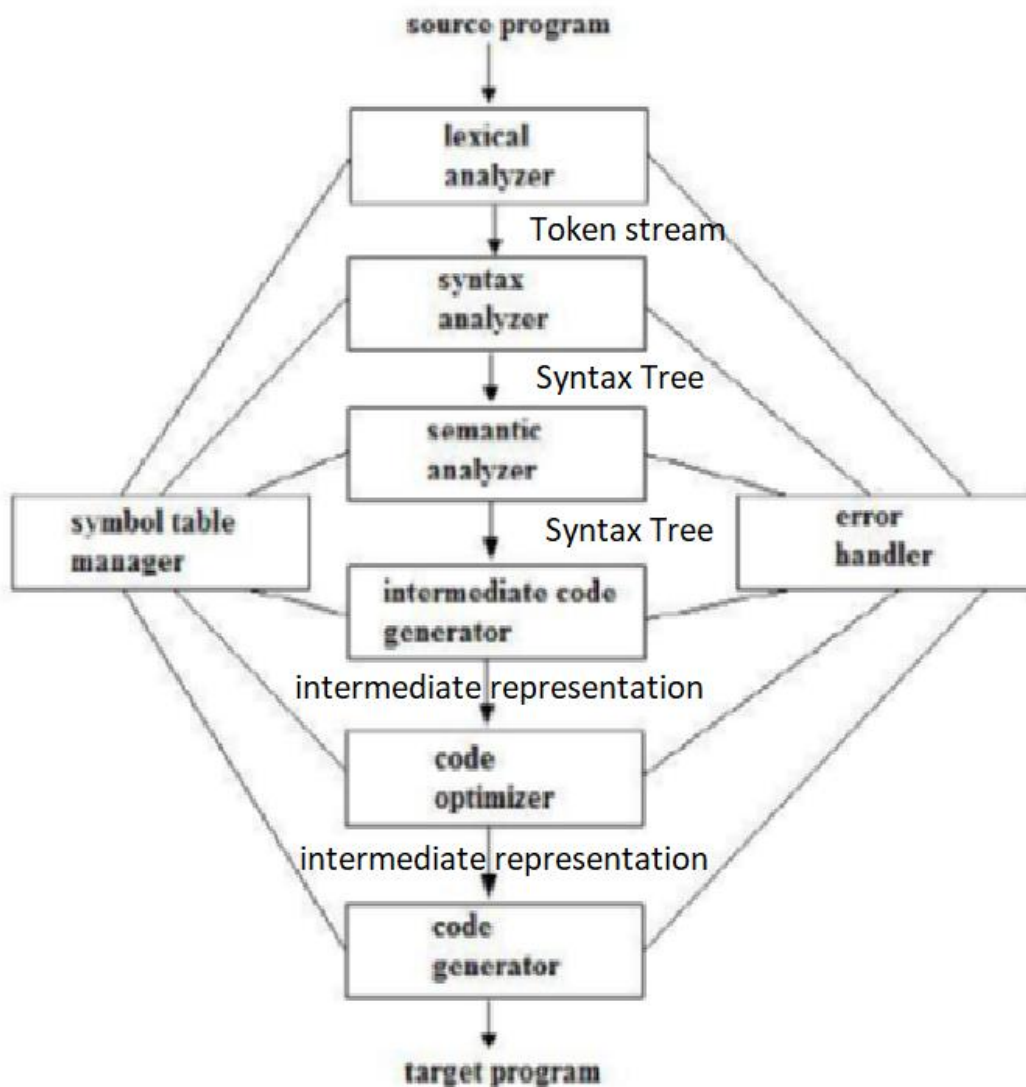 source program
lexical
analyzer
Token stream
syntax
analyzer
Syntax Tree
semantic
analyzer
symbol table
manager
Syntax Tree
error
handler
intermediate code
generator
intermediate representation
code
optimizer
intermediate representation
code
generator
target program